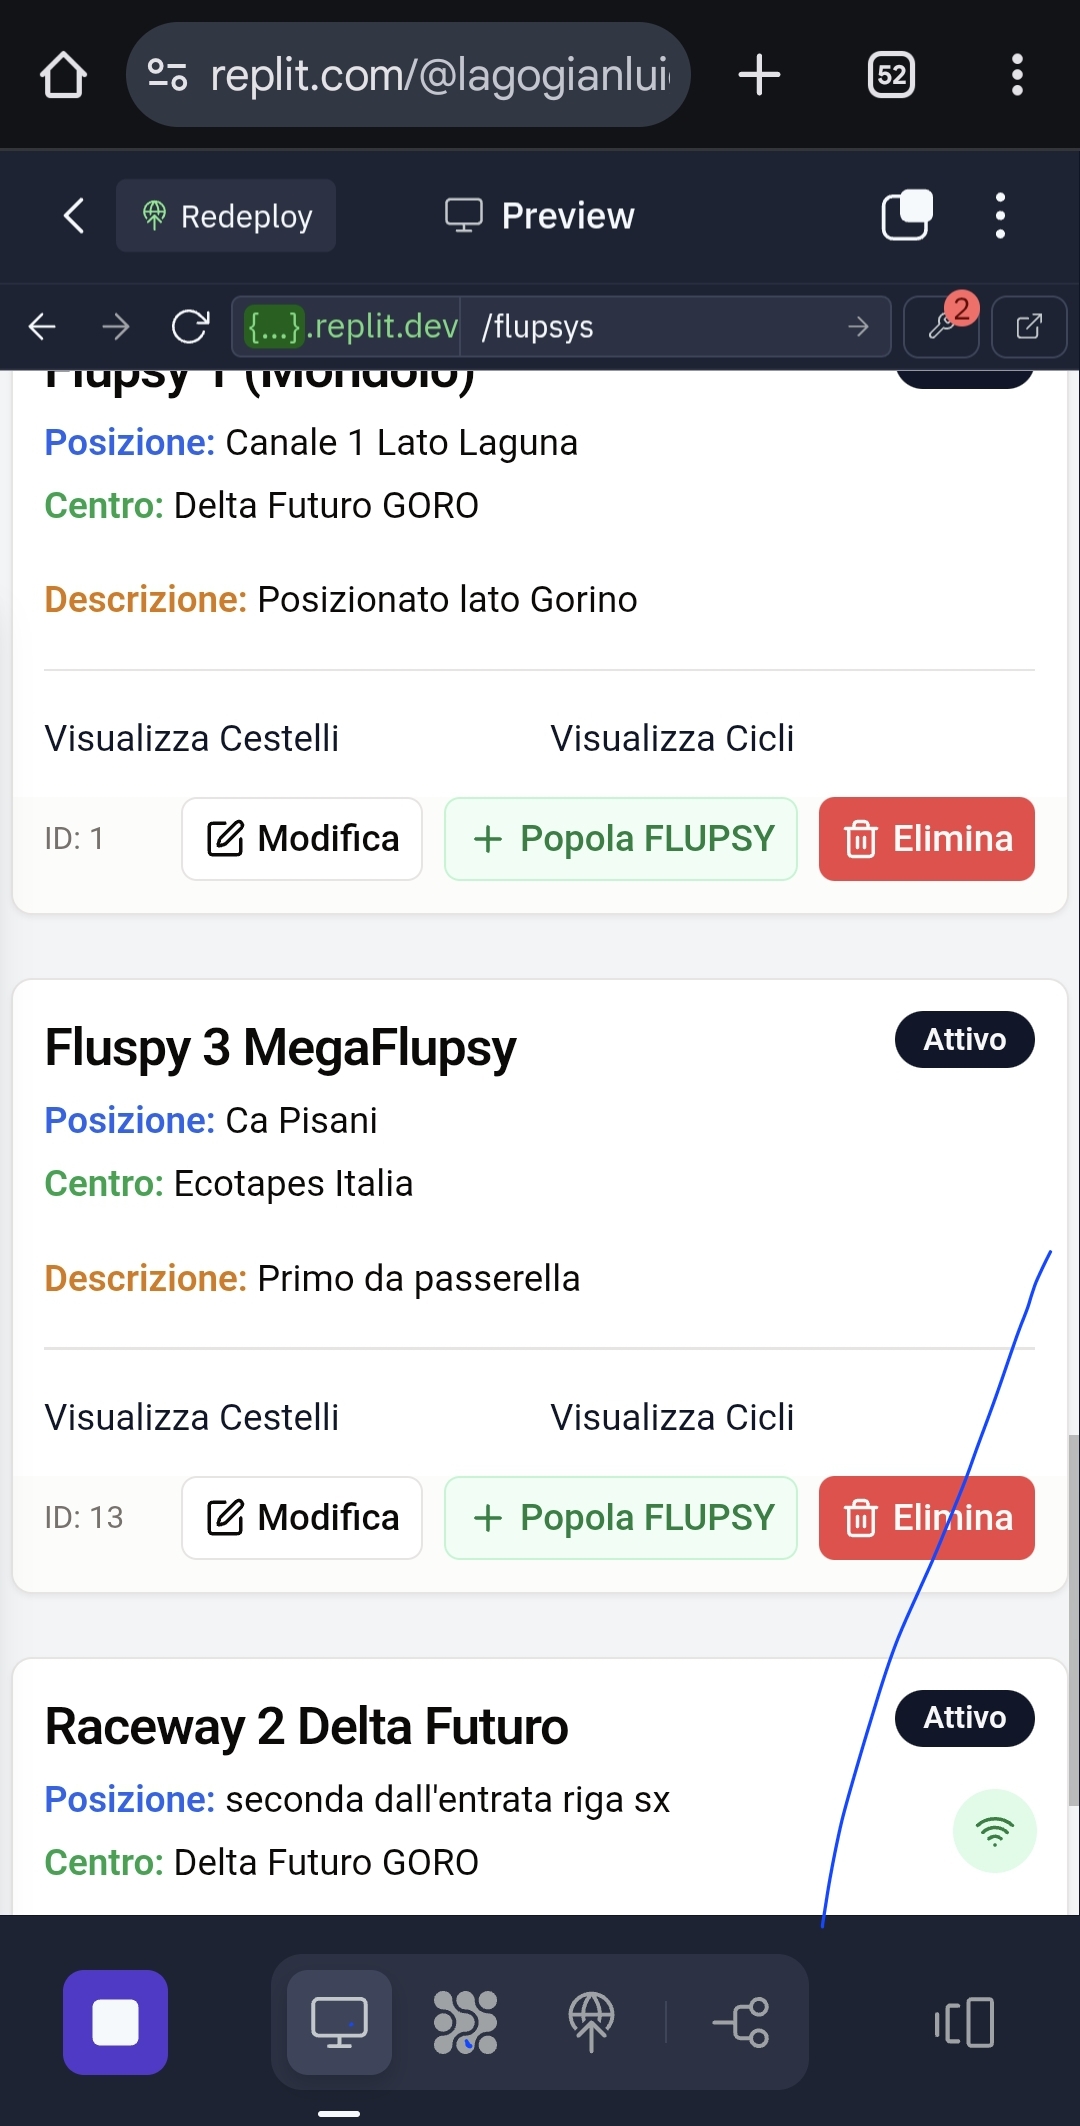 replit.com/@lagogianlui
52
Redeploy
Preview
{...}.replit.dev /flupsys
2
Flupsy 1 (Mondolo)
Posizione: Canale 1 Lato Laguna
Centro: Delta Futuro GORO
Descrizione: Posizionato lato Gorino
Visualizza Cestelli Visualizza Cicli
ID: 1 Modifica + Popola FLUPSY Elimina
Fluspy 3 MegaFlupsy Attivo
Posizione: Ca Pisani
Centro: Ecotapes Italia
Descrizione: Primo da passerella
Visualizza Cestelli Visualizza Cicli
ID: 13 Modifica + Popola FLUPSY Elimina
Raceway 2 Delta Futuro Attivo
Posizione: seconda dall'entrata riga sx
Centro: Delta Futuro GORO